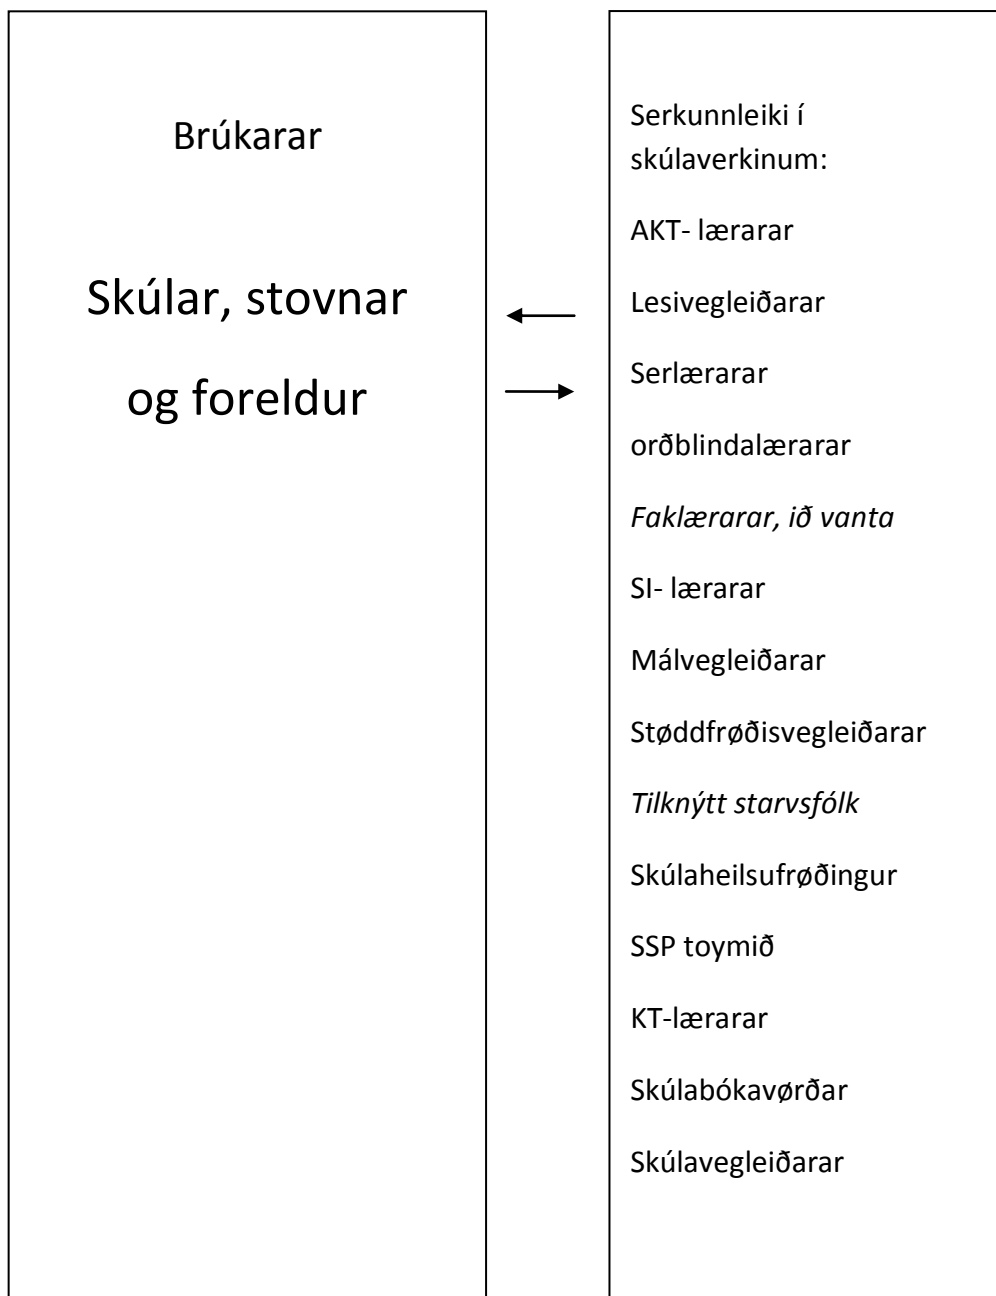 Brúkarar
Skúlar, stovnar
og foreldur
Serkunnleiki í
skúlaverkinum:
AKT- lærarar
Lesivegleiðarar
Serlærarar
orðblindalærarar
Faklærarar, ið vanta
SI- lærarar
Málvegleiðarar
Støddfrøðisvegleiðarar
Tilknýtt starvsfólk
Skúlaheilsufrøðingur
SSP toymið
KT-lærarar
Skúlabókavørðar
Skúlavegleiðarar